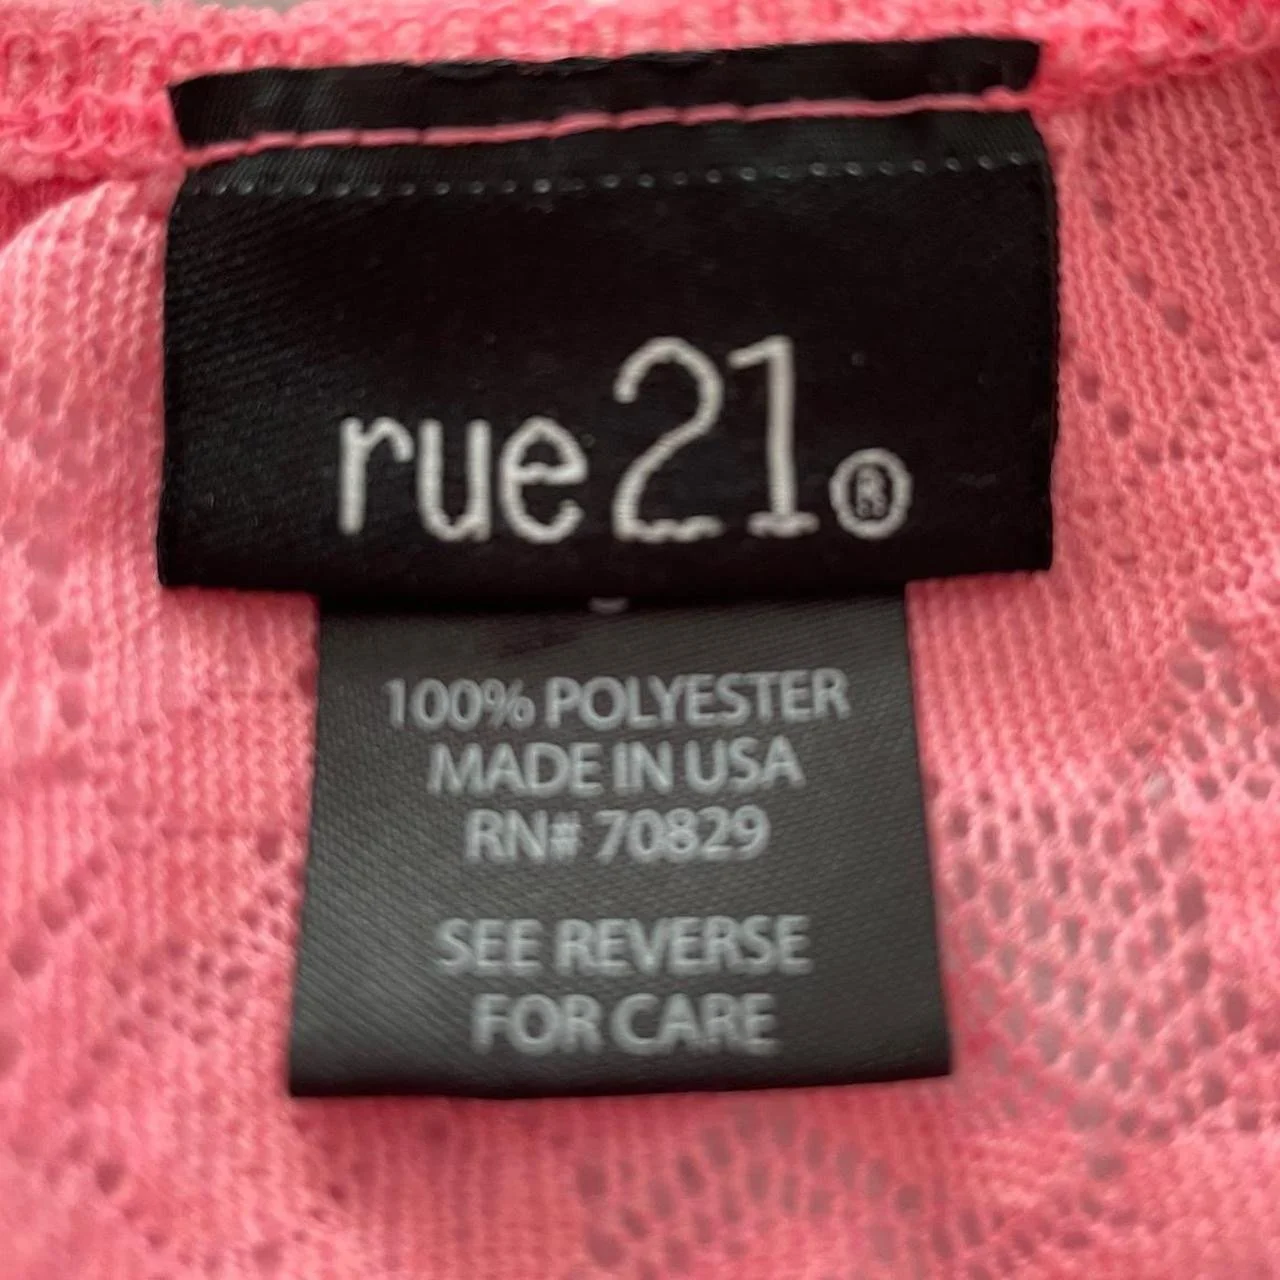 rue21®
100% POLYESTER
MADE IN USA
RN# 70829
SEE REVERSE
FOR CARE